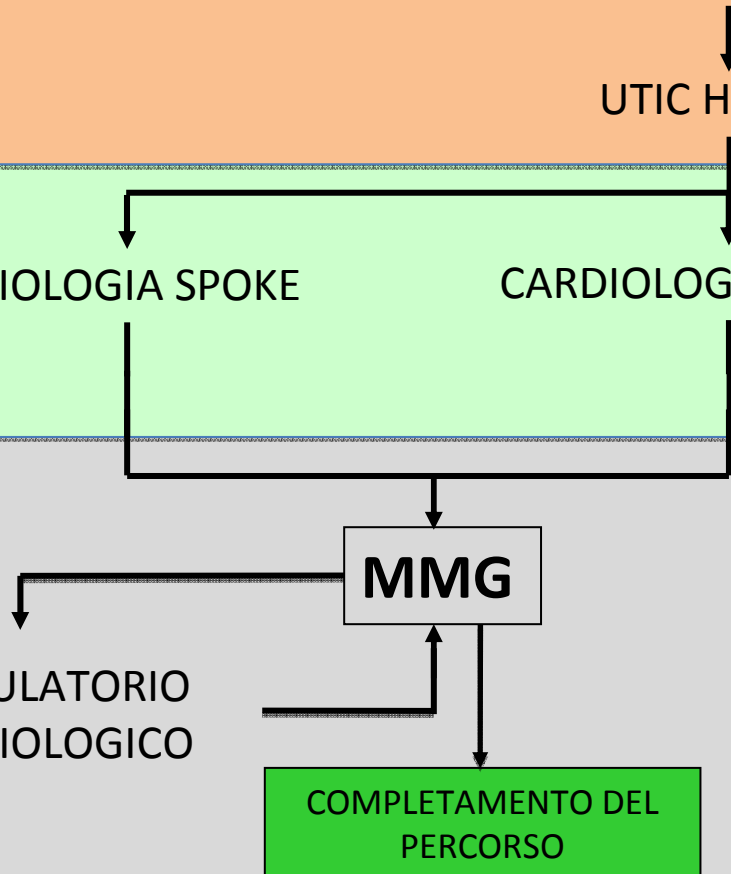 UTIC H
IOLOGIA SPOKE
CARDIOLOG
MMG
ULATORIO
IOLOGICO
COMPLETAMENTO DEL
PERCORSO